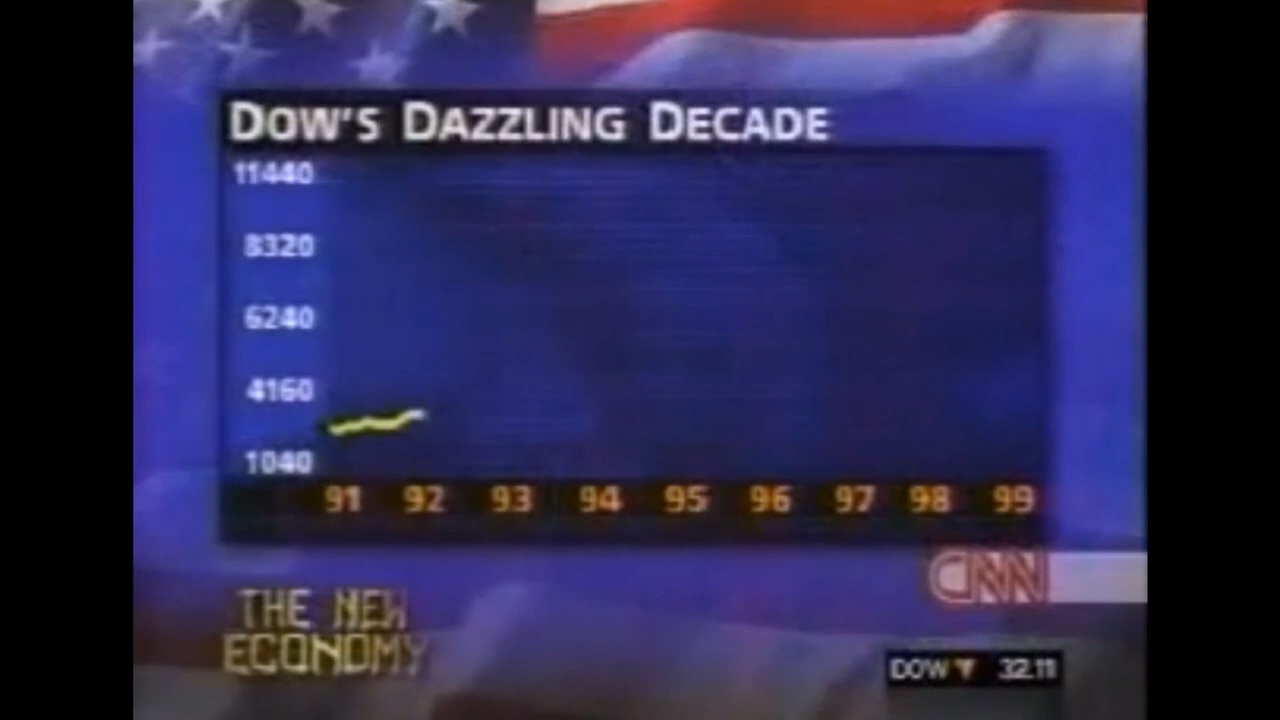 DOW'S DAZZLING DECADE
11440
8320
6240
4160
1040
91 92 93 94 95 96 97 98 99
CNN
THE NEW
ECONOMY
DOW ▼ 32.11